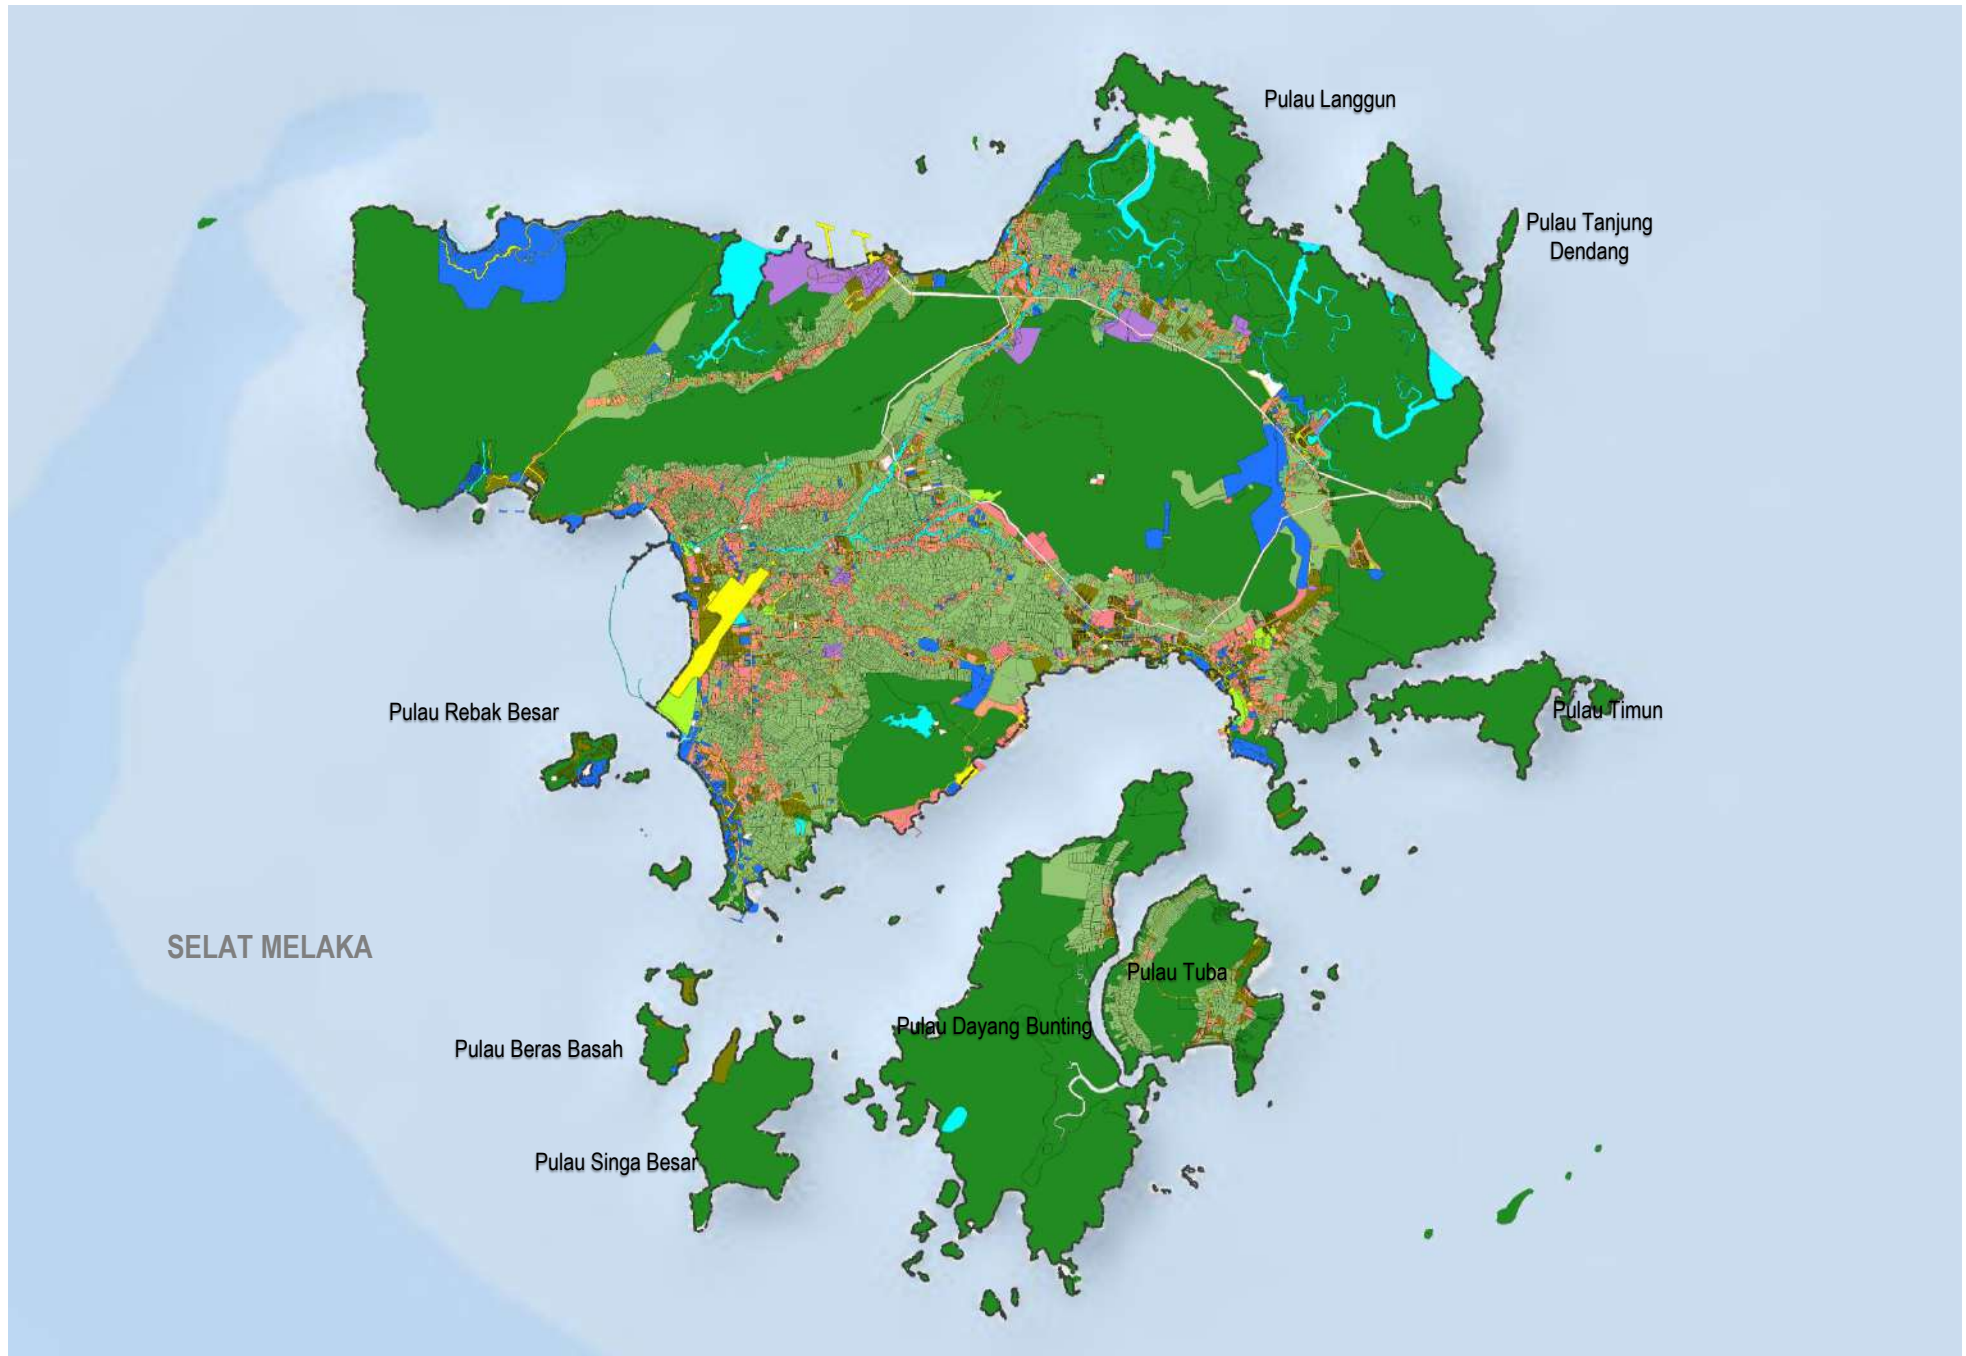 Pulau Langgun
Pulau Tanjung
Dendang
Pulau Rebak Besar
Pulau Timun
SELAT MELAKA
Pulau Tuba
Pulau Dayang Bunting
Pulau Beras Basah
Pulau Singa Besar